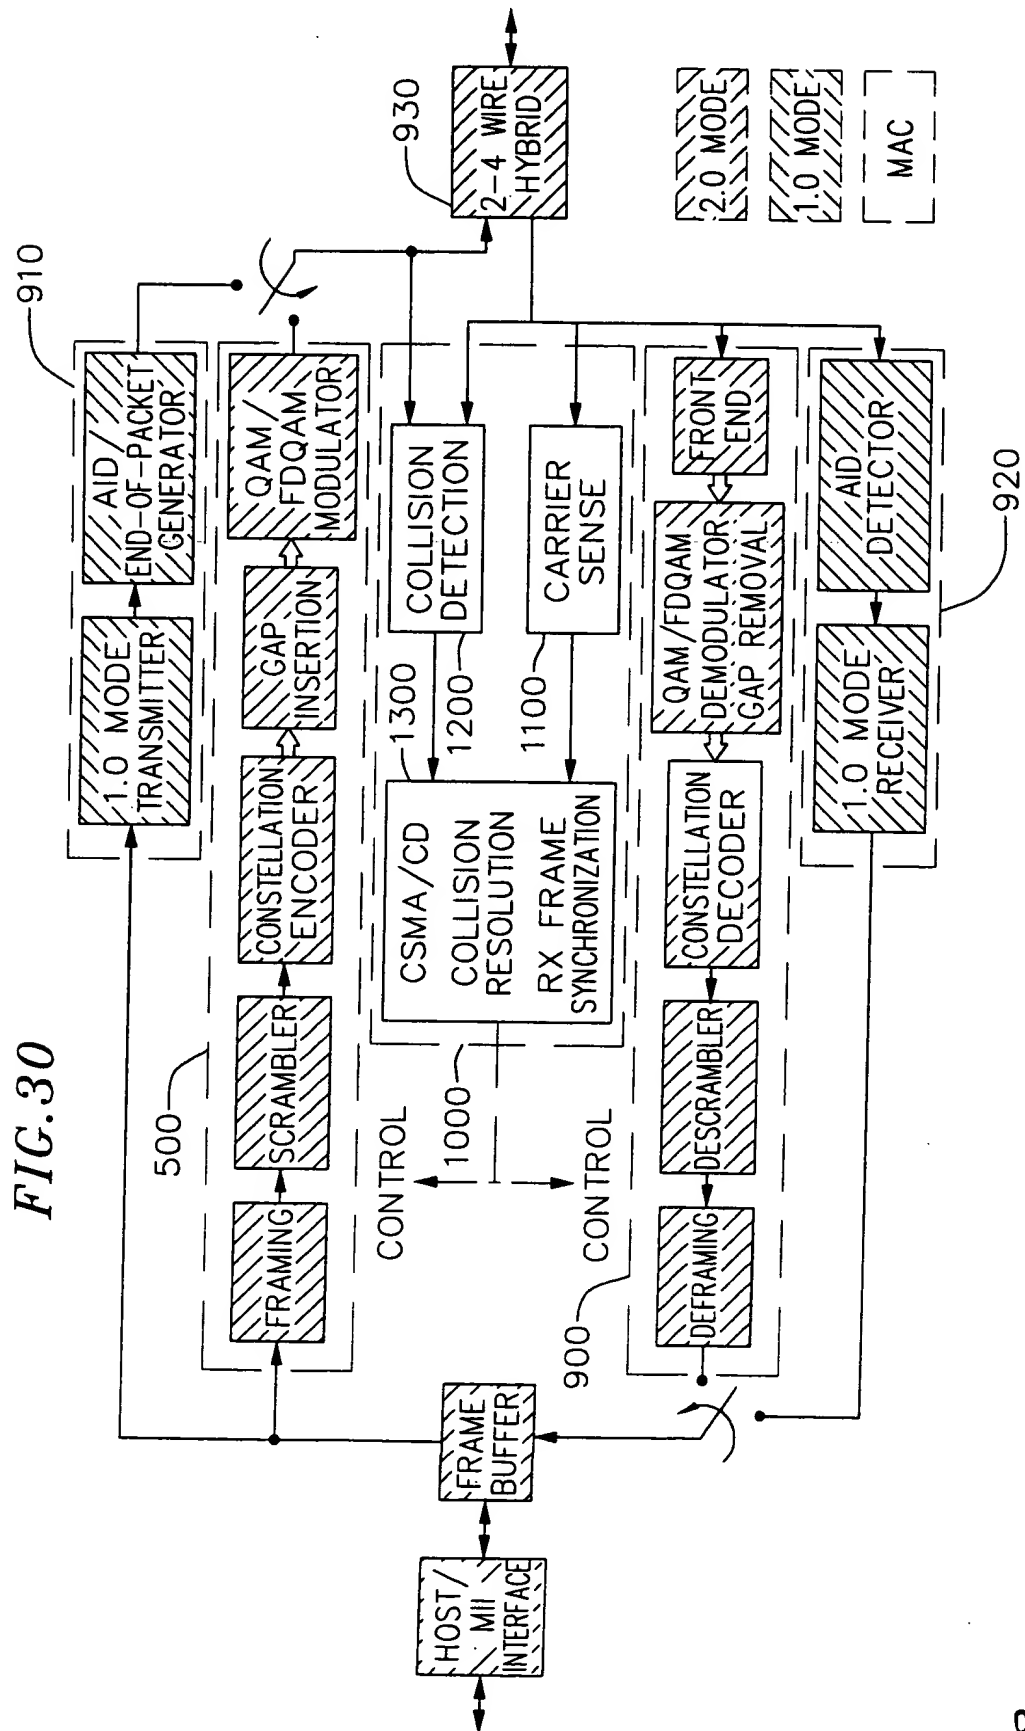 FIG.30
HOST/
MII
INTERFACE
FRAME
BUFFER
910
1.0 MODE
TRANSMITTER
AID/
END-OF-PACKET
GENERATOR
500
FRAMING
SCRAMBLER
CONSTELLATION
ENCODER
GAP
INSERTION
QAM/
FDQAM
MODULATOR
930
2-4 WIRE
HYBRID
CONTROL
CONTROL
1000
1300
CSMA/CD
COLLISION
RESOLUTION
RX FRAME
SYNCHRONIZATION
1200
COLLISION
DETECTION
1100
CARRIER
SENSE
900
DEFRAMING
DESCRAMBLER
CONSTELLATION
DECODER
QAM/FDQAM
DEMODULATOR
GAP REMOVAL
FRONT
END
1.0 MODE
RECEIVER
AID
DETECTOR
920
2.0 MODE
1.0 MODE
MAC